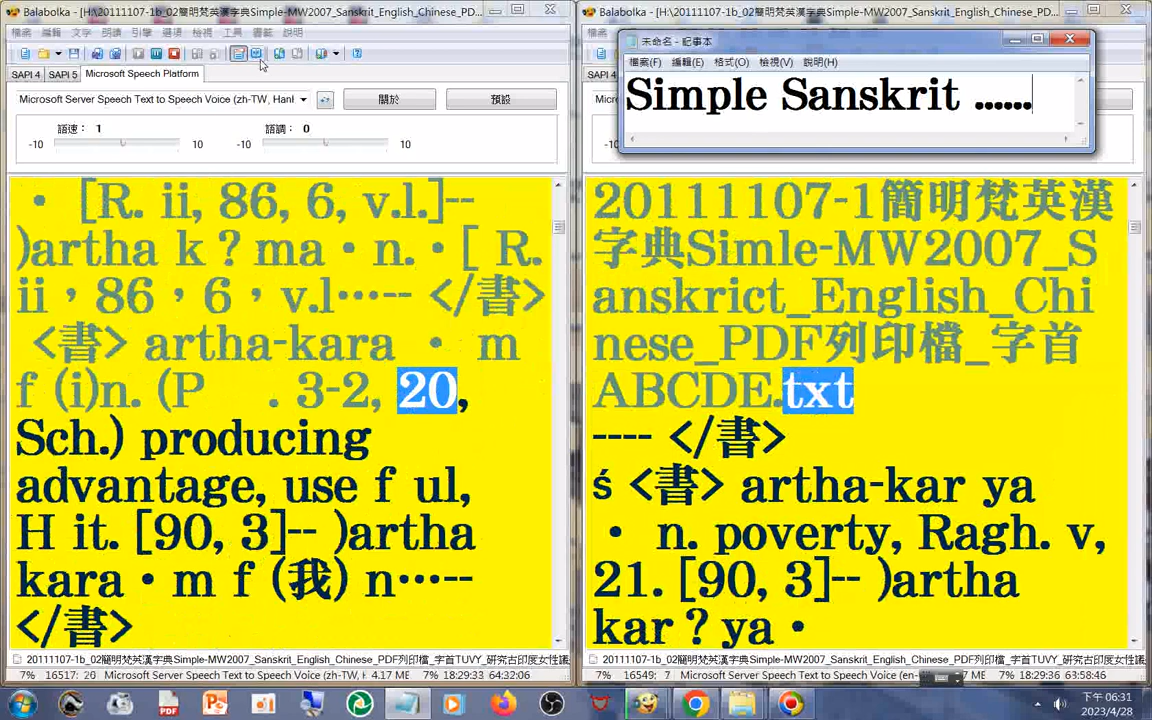 Balabolka - [H:\20111107-1b_02簡明梵英漢字典Simple-MW2007_Sanskrit_English_Chinese_PD...
檔案 編輯 文字 朗讀 引擎 選項 檢視 工具 書籤 說明
SAPI 4 SAPI 5 Microsoft Speech Platform
Microsoft Server Speech Text to Speech Voice (zh-TW, Hanl
關於 預設
語速： 1 語調： 0
-10 10 -10 10
• [R. ii, 86, 6, v.l.]--
)artha k ? ma • n. • [ R.
ii，86，6，v.l…-- </書>
<書> artha-kara • m
f (i)n. (P . 3-2, 20,
Sch.) producing
advantage, use f ul,
H it. [90, 3]-- )artha
kara • m f (我) n…--
</書>
20111107-1b_02簡明梵英漢字典Simple-MW2007_Sanskrit_English_Chinese_PDF列印檔_字首TUVY_研究古印度女性議
7% 16517: 20 Microsoft Server Speech Text to Speech Voice (zh-TW, H 4.17 ME 7% 18:29:33 64:32:06
Balabolka - [H:\20111107-1b_02簡明梵英漢字典Simple-MW2007_Sanskrit_English_Chinese_PD...
檔案
SAPI 4
Micr
未命名 - 記事本
檔案(F) 編輯(E) 格式(O) 檢視(V) 說明(H)
Simple Sanskrit ......
-10
20111107-1簡明梵英漢
字典Simle-MW2007_S
anskrict_English_Chi
nese_PDF列印檔_字首
ABCDE.txt
---- </書>
ś <書> artha-kar ya
• n. poverty, Ragh. v,
21. [90, 3]-- )artha
kar ? ya •
20111107-1b_02簡明梵英漢字典Simple-MW2007_Sanskrit_English_Chinese_PDF列印檔_字首TUVY_研究古印度女性議
7% 16549: 7 Microsoft Server Speech Text to Speech Voice 7% 18:29:36 63:58:46
PDF
下午 06:31
2023/4/28